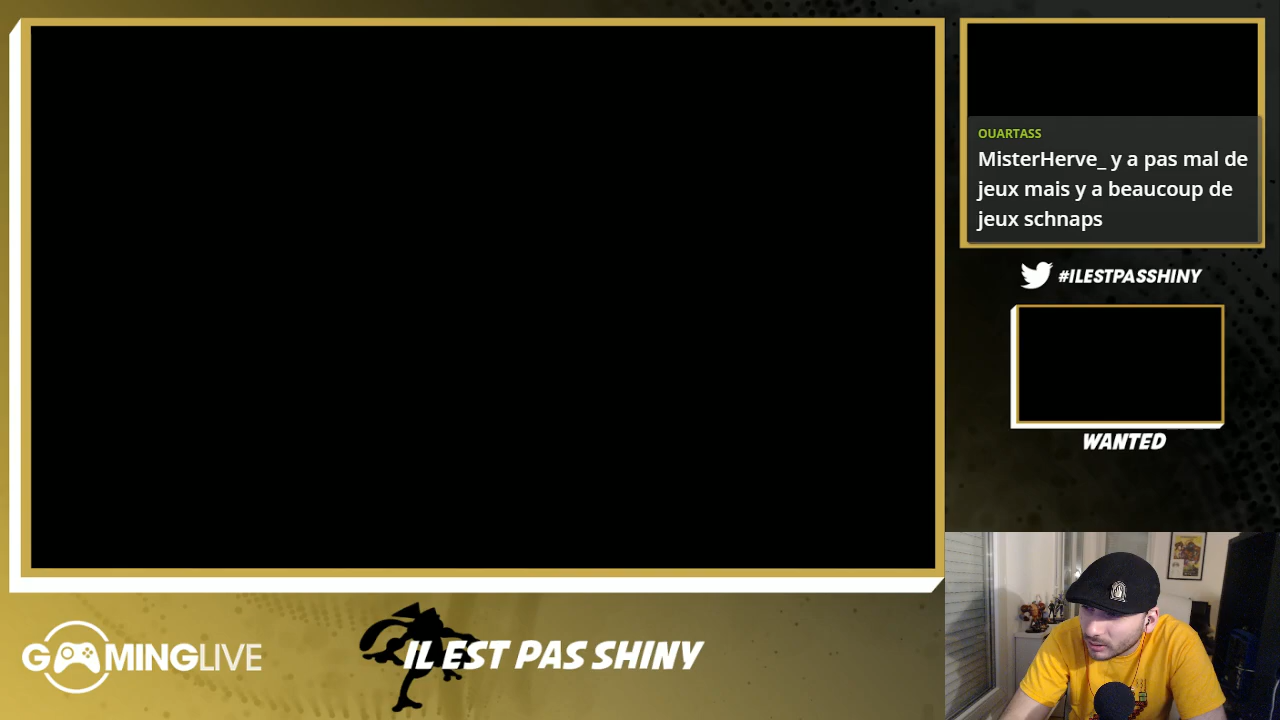 OUARTASS
MisterHerve_ y a pas mal de
jeux mais y a beaucoup de
jeux schnaps
#ILESTPASSHINY
WANTED
GAMINGLIVE
IL EST PAS SHINY